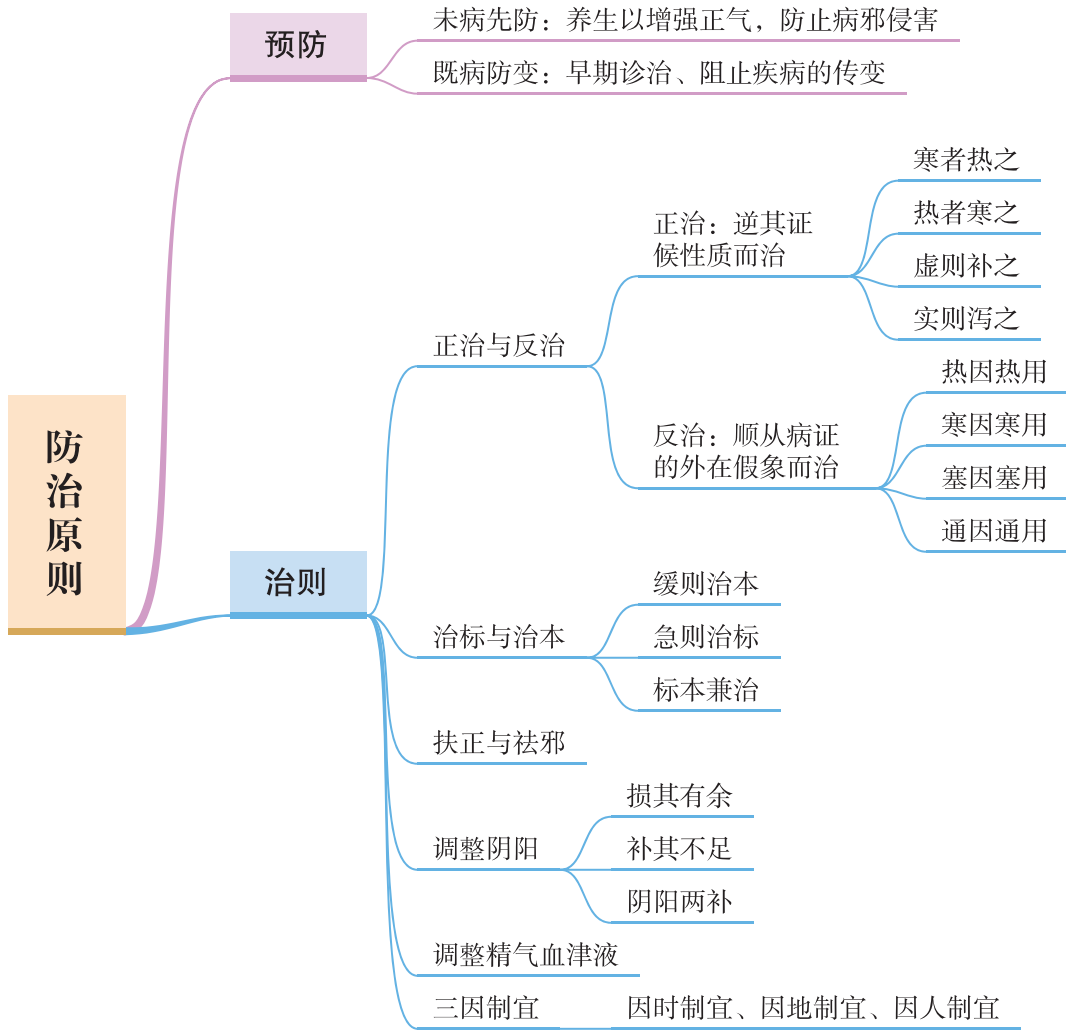 防治原则
预防
未病先防：养生以增强正气，防止病邪侵害
既病防变：早期诊治、阻止疾病的传变
治则
正治与反治
正治：逆其证
候性质而治
寒者热之
热者寒之
虚则补之
实则泻之
反治：顺从病证
的外在假象而治
热因热用
寒因寒用
塞因塞用
通因通用
治标与治本
缓则治本
急则治标
标本兼治
扶正与祛邪
调整阴阳
损其有余
补其不足
阴阳两补
调整精气血津液
三因制宜
因时制宜、因地制宜、因人制宜